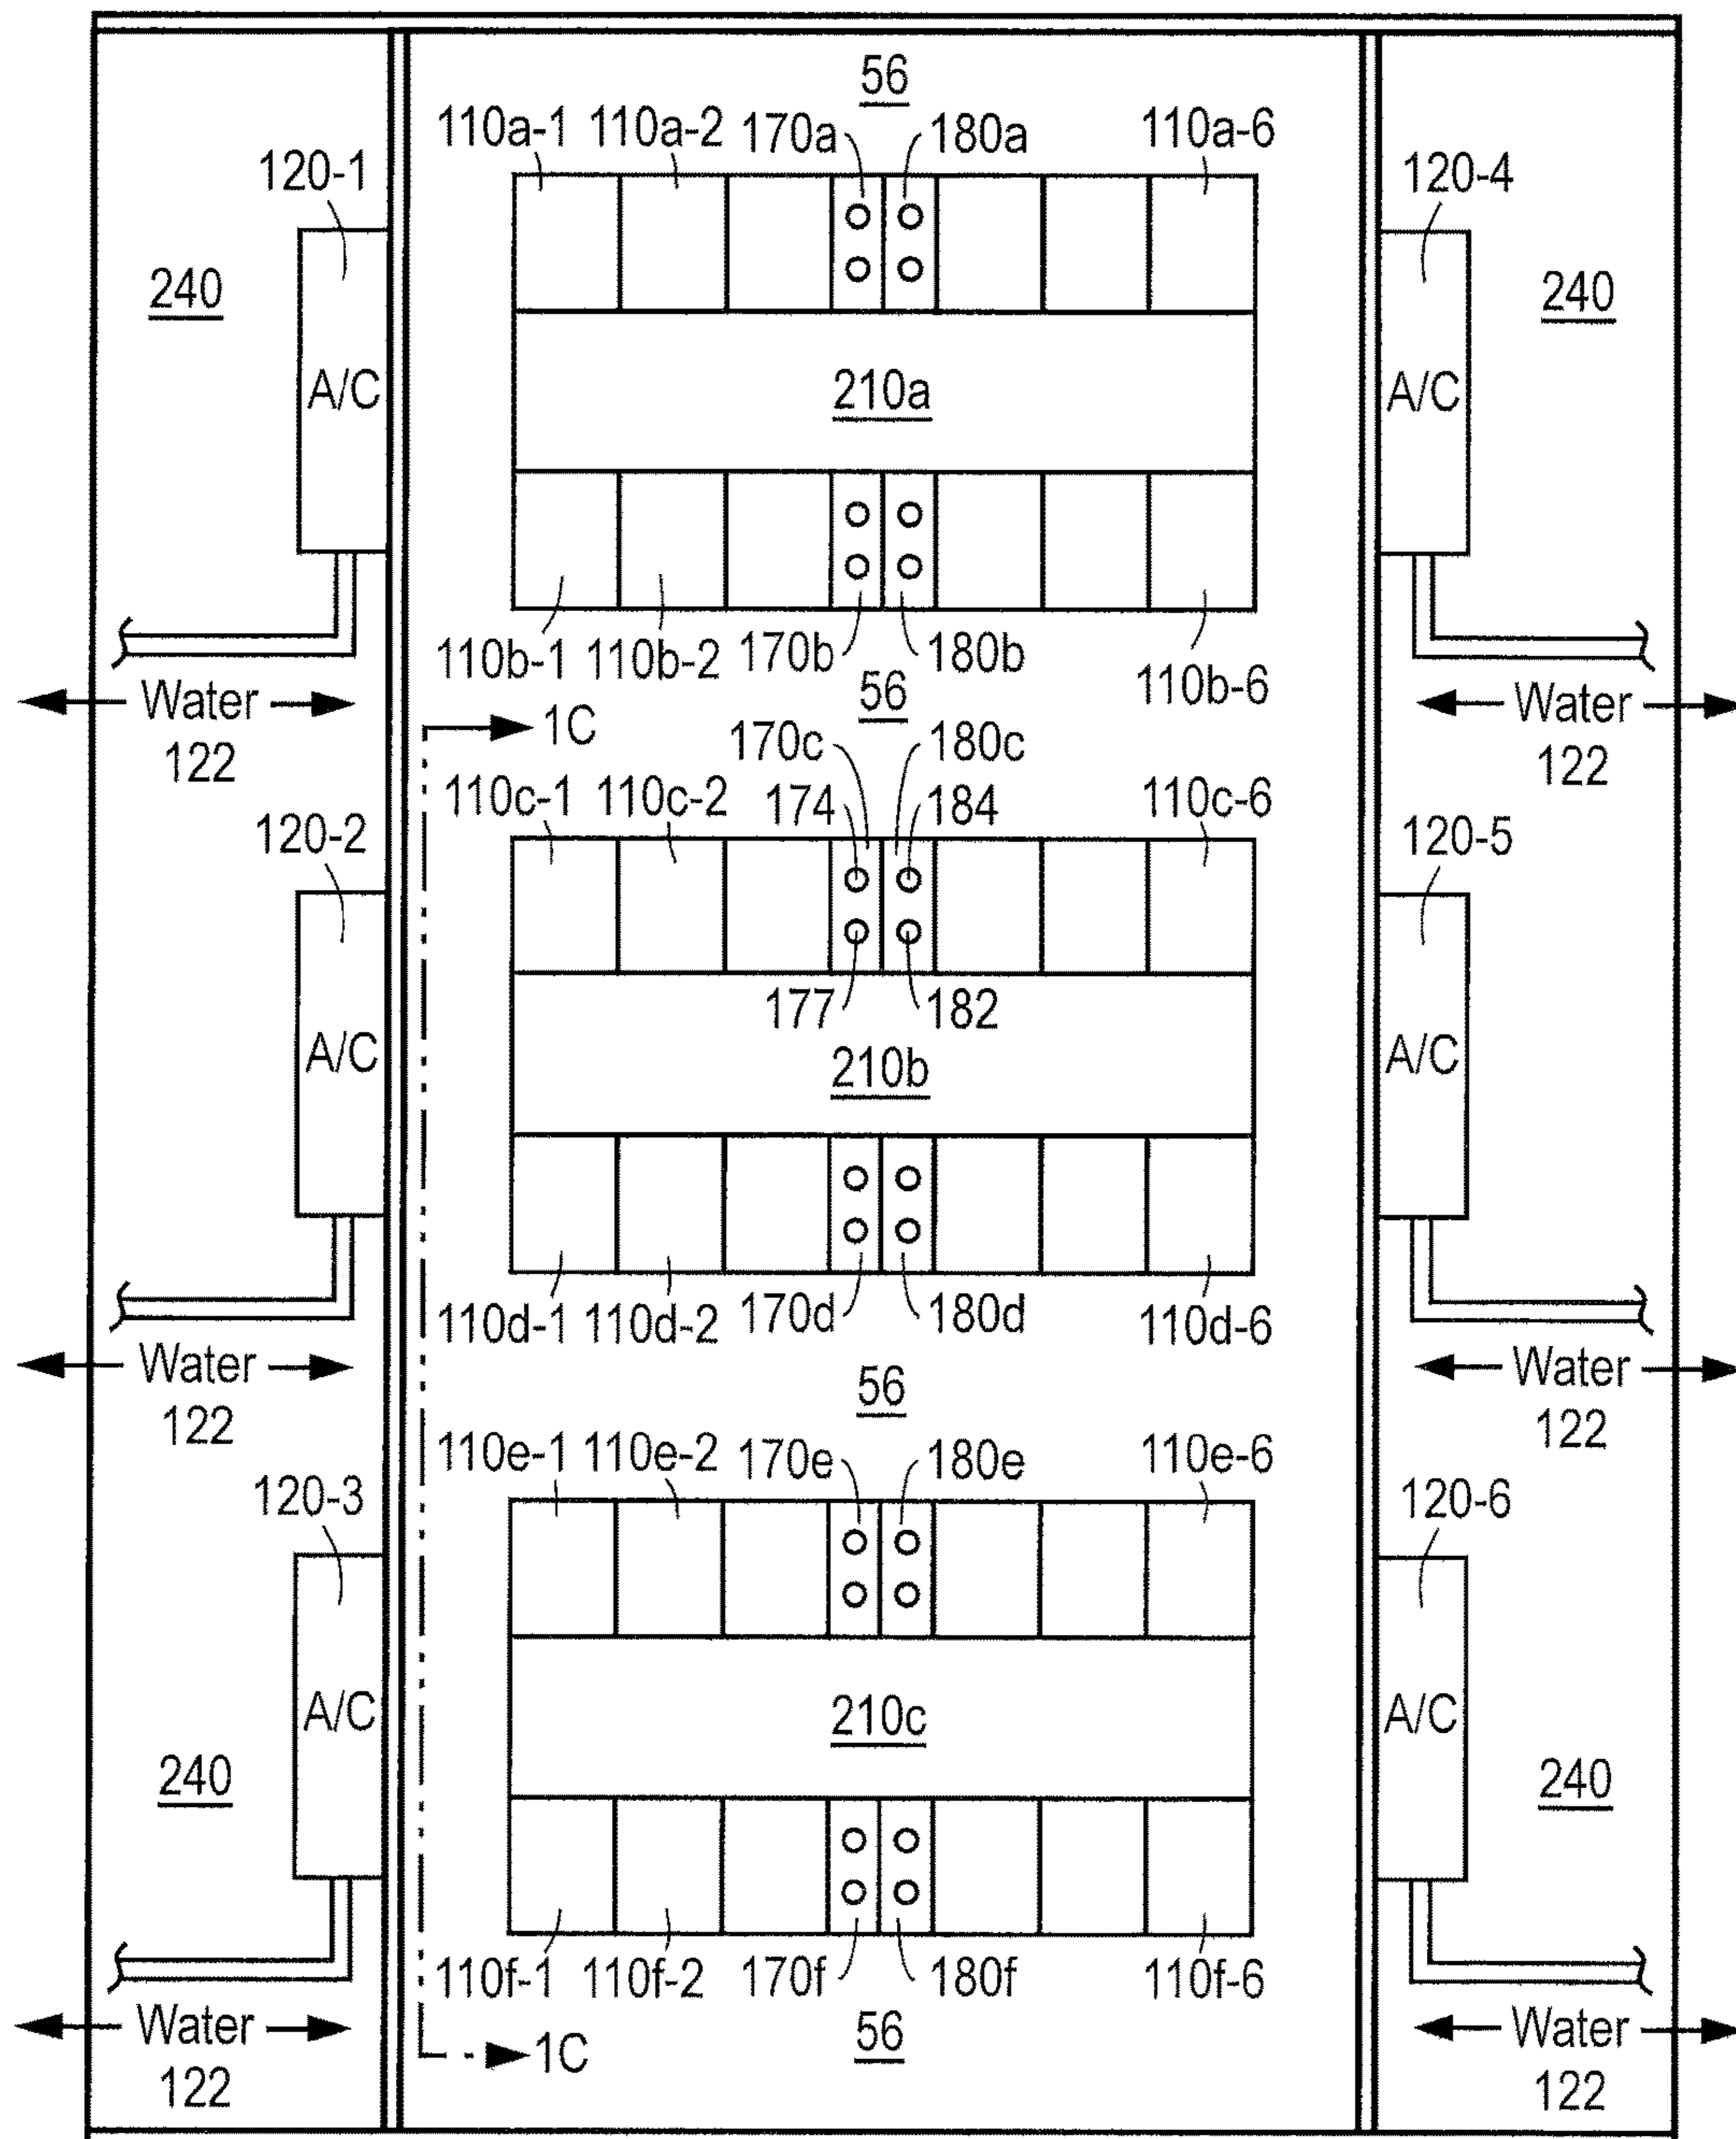 56
110a-1 110a-2 170a 180a 110a-6
120-1 120-4
240 240
A/C A/C
210a
110b-1 110b-2 170b 180b 110b-6
56
Water Water
122 122
1C
170c 180c
110c-1 110c-2 174 184 110c-6
120-2 120-5
177 182
A/C A/C
210b
110d-1 110d-2 170d 180d 110d-6
Water Water
122 122
56
110e-1 110e-2 170e 180e 110e-6
120-3 120-6
A/C A/C
210c
240 240
110f-1 110f-2 170f 180f 110f-6
Water Water
122 122
56
1C